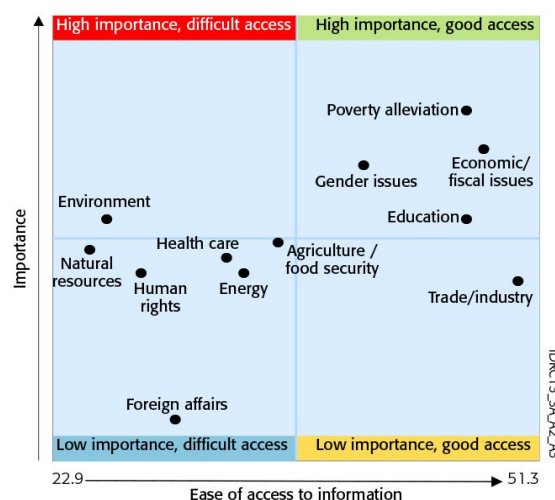 High importance, difficult access
High importance, good access
Poverty alleviation
Economic/
fiscal issues
Gender issues
Environment
Education
Health care
Agriculture /
food security
Natural
resources
Human
rights
Energy
Trade/industry
Foreign affairs
Low importance, difficult access
Low importance, good access
Importance
22.9
51.3
Ease of access to information